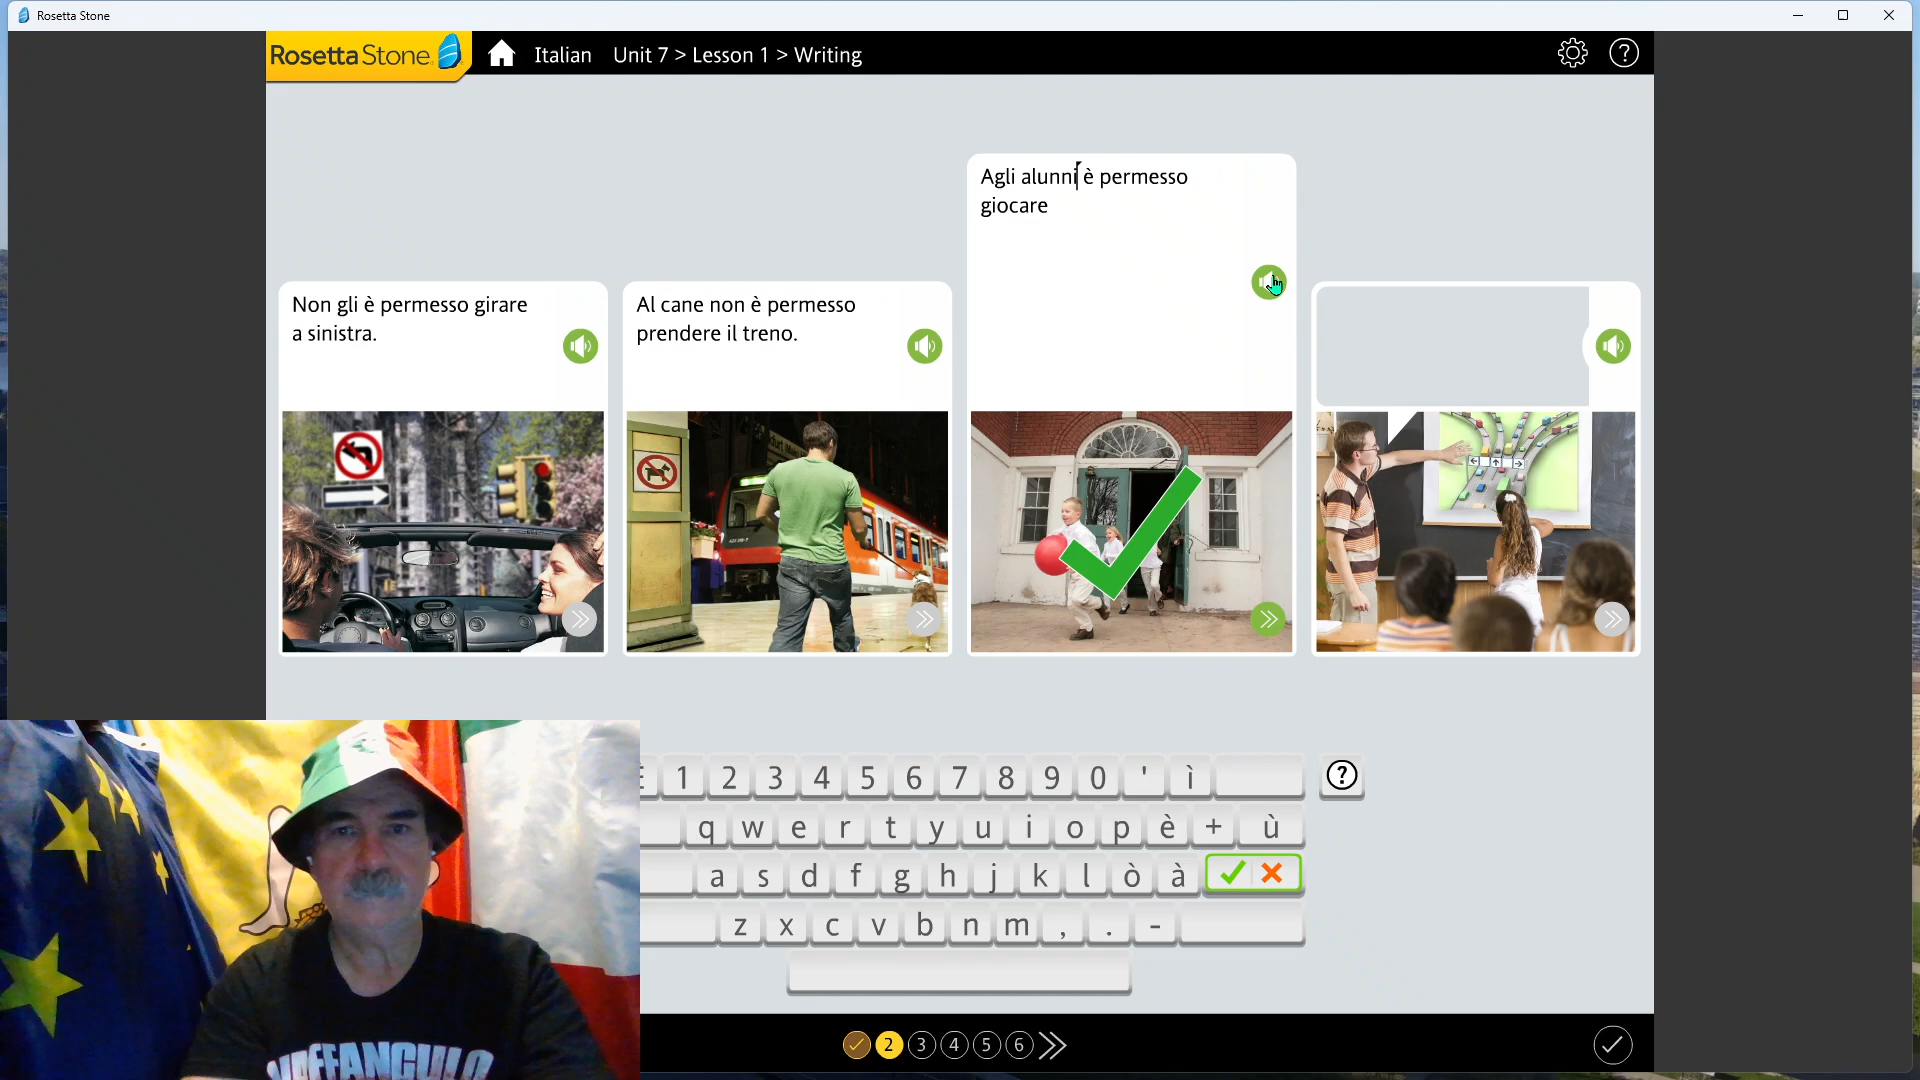 Rosetta Stone
RosettaStone
Italian Unit 7 > Lesson 1 > Writing
?
Agli alunni è permesso
giocare
Non gli è permesso girare
a sinistra.
Al cane non è permesso
prendere il treno.
1 2 3 4 5 6 7 8 9 0 ' ì
?
q w e r t y u i o p è + ù
a s d f g h j k l ò à
z x c v b n m , . -
VAFFANCULO
2 3 4 5 6